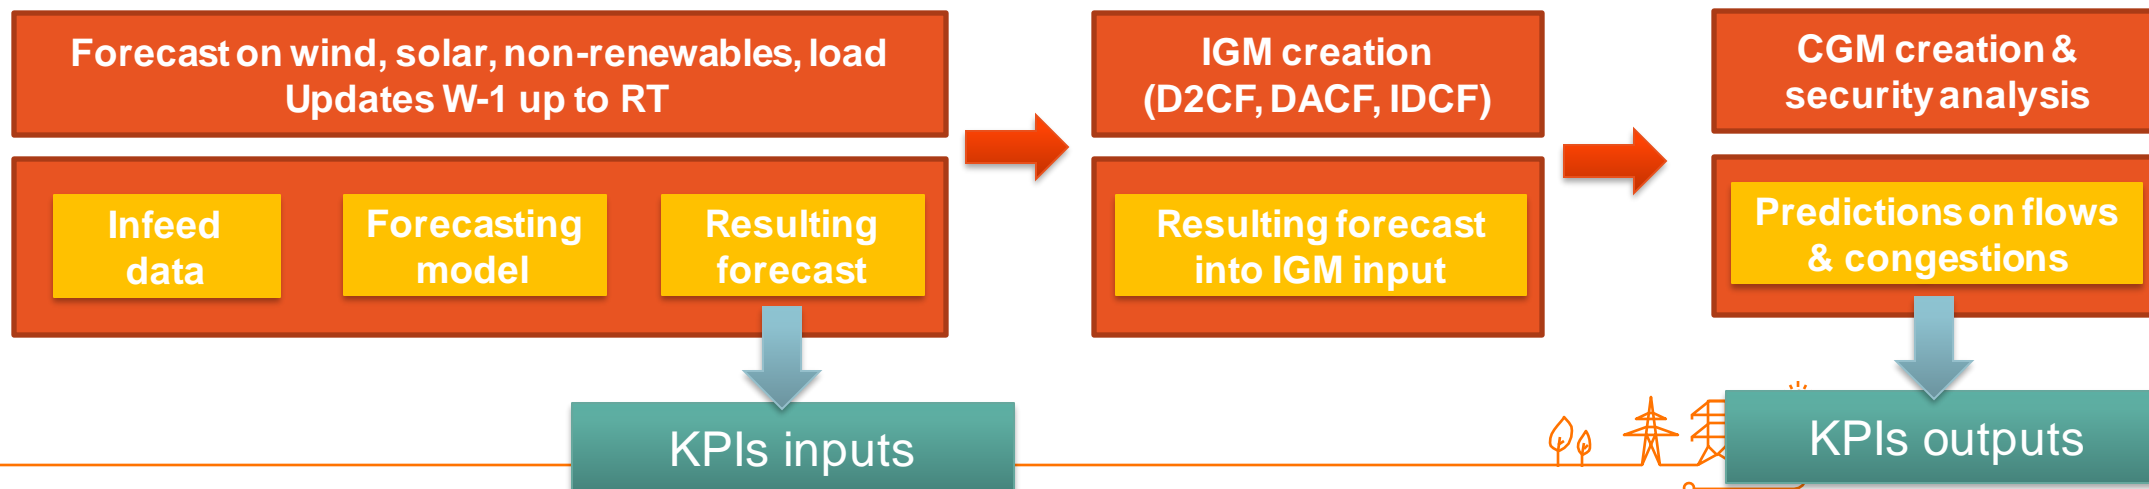 Forecast on wind, solar, non-renewables, load
Updates W-1 up to RT
Infeed
data
Forecasting
model
Resulting
forecast
KPIs inputs
IGM creation
(D2CF, DACF, IDCF)
Resulting forecast
into IGM input
CGM creation &
security analysis
Predictions on flows
& congestions
KPIs outputs